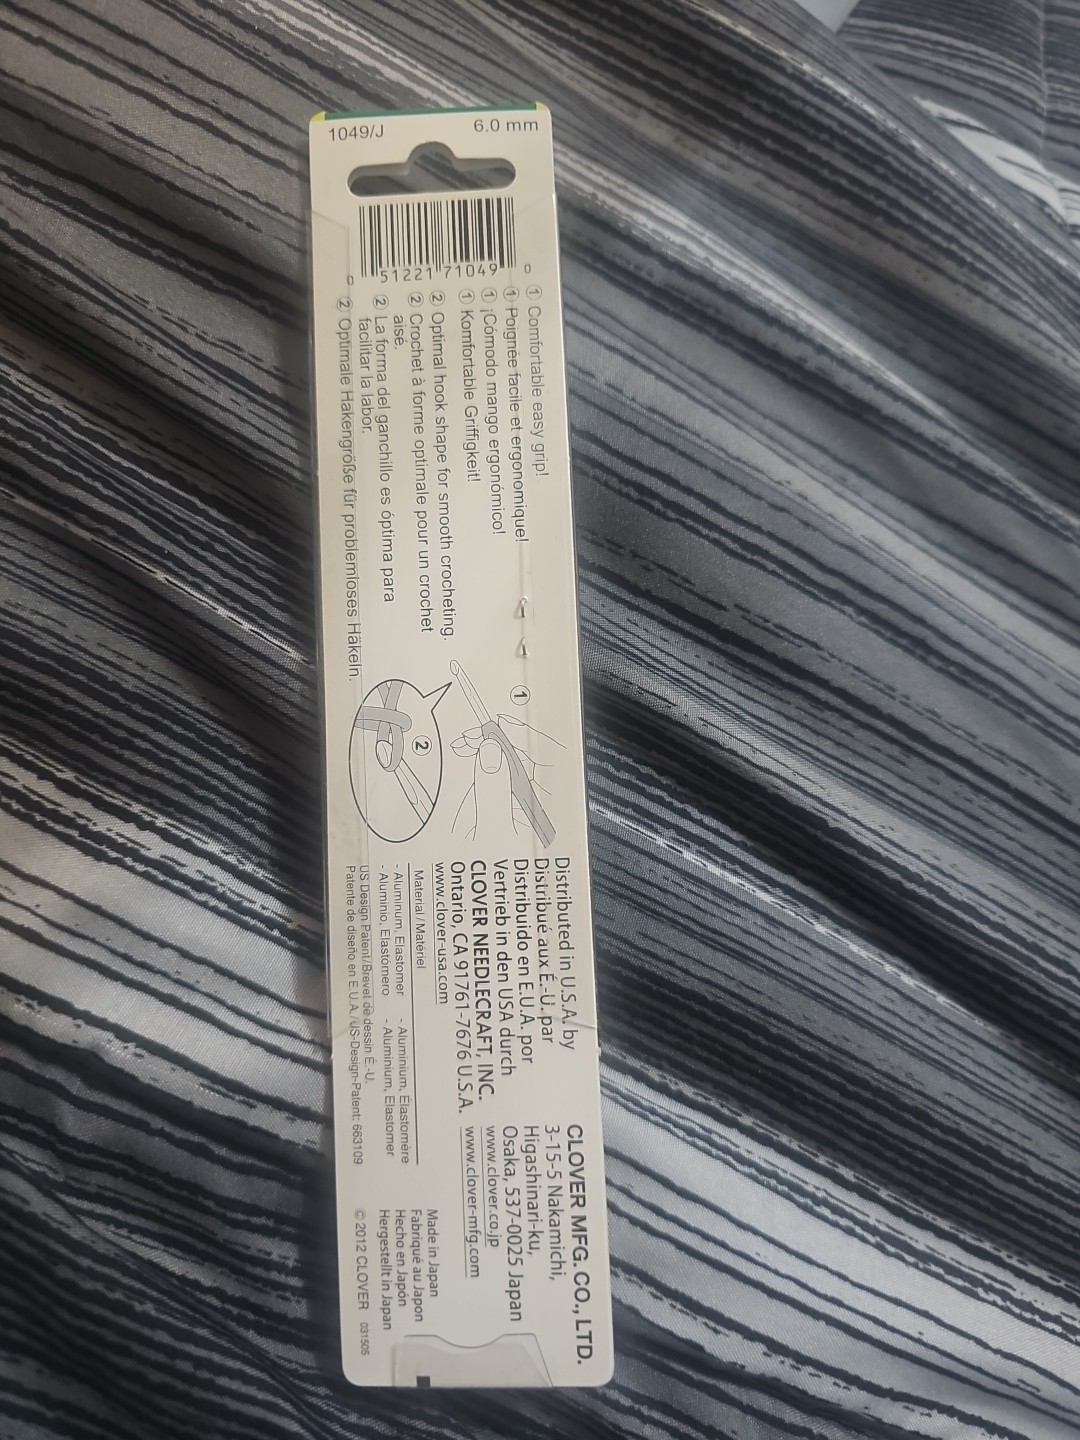 1049/J
6.0 mm
0
51221 71049
0
① Comfortable easy grip!
① Poignée facile et ergonomique!
① ¡Cómodo mango ergonómico!
① Komfortable Griffigkeit!
② Optimal hook shape for smooth crocheting.
② Crochet à forme optimale pour un crochet
aisé.
② La forma del ganchillo es óptima para
facilitar la labor.
② Optimale Hakengröße für problemloses Häkeln.
①
②
Distributed in U.S.A. by
Distribué aux É.-U. par
Distribuido en E.U.A. por
Vertrieb in den USA durch
CLOVER NEEDLECRAFT, INC.
Ontario, CA 91761-7676 U.S.A.
www.clover-usa.com
Material/Matériel
- Aluminum, Elastomer - Aluminium, Élastomère
- Aluminio, Elastómero - Aluminium, Elastomer
US Design Patent/Brevet de dessin É.-U.
Patente de diseño en E.U.A./US-Design-Patent: 663109
CLOVER MFG. CO., LTD.
3-15-5 Nakamichi,
Higashinari-ku,
Osaka, 537-0025 Japan
www.clover.co.jp
www.clover-mfg.com
Made in Japan
Fabriqué au Japon
Hecho en Japón
Hergestellt in Japan
© 2012 CLOVER 031505